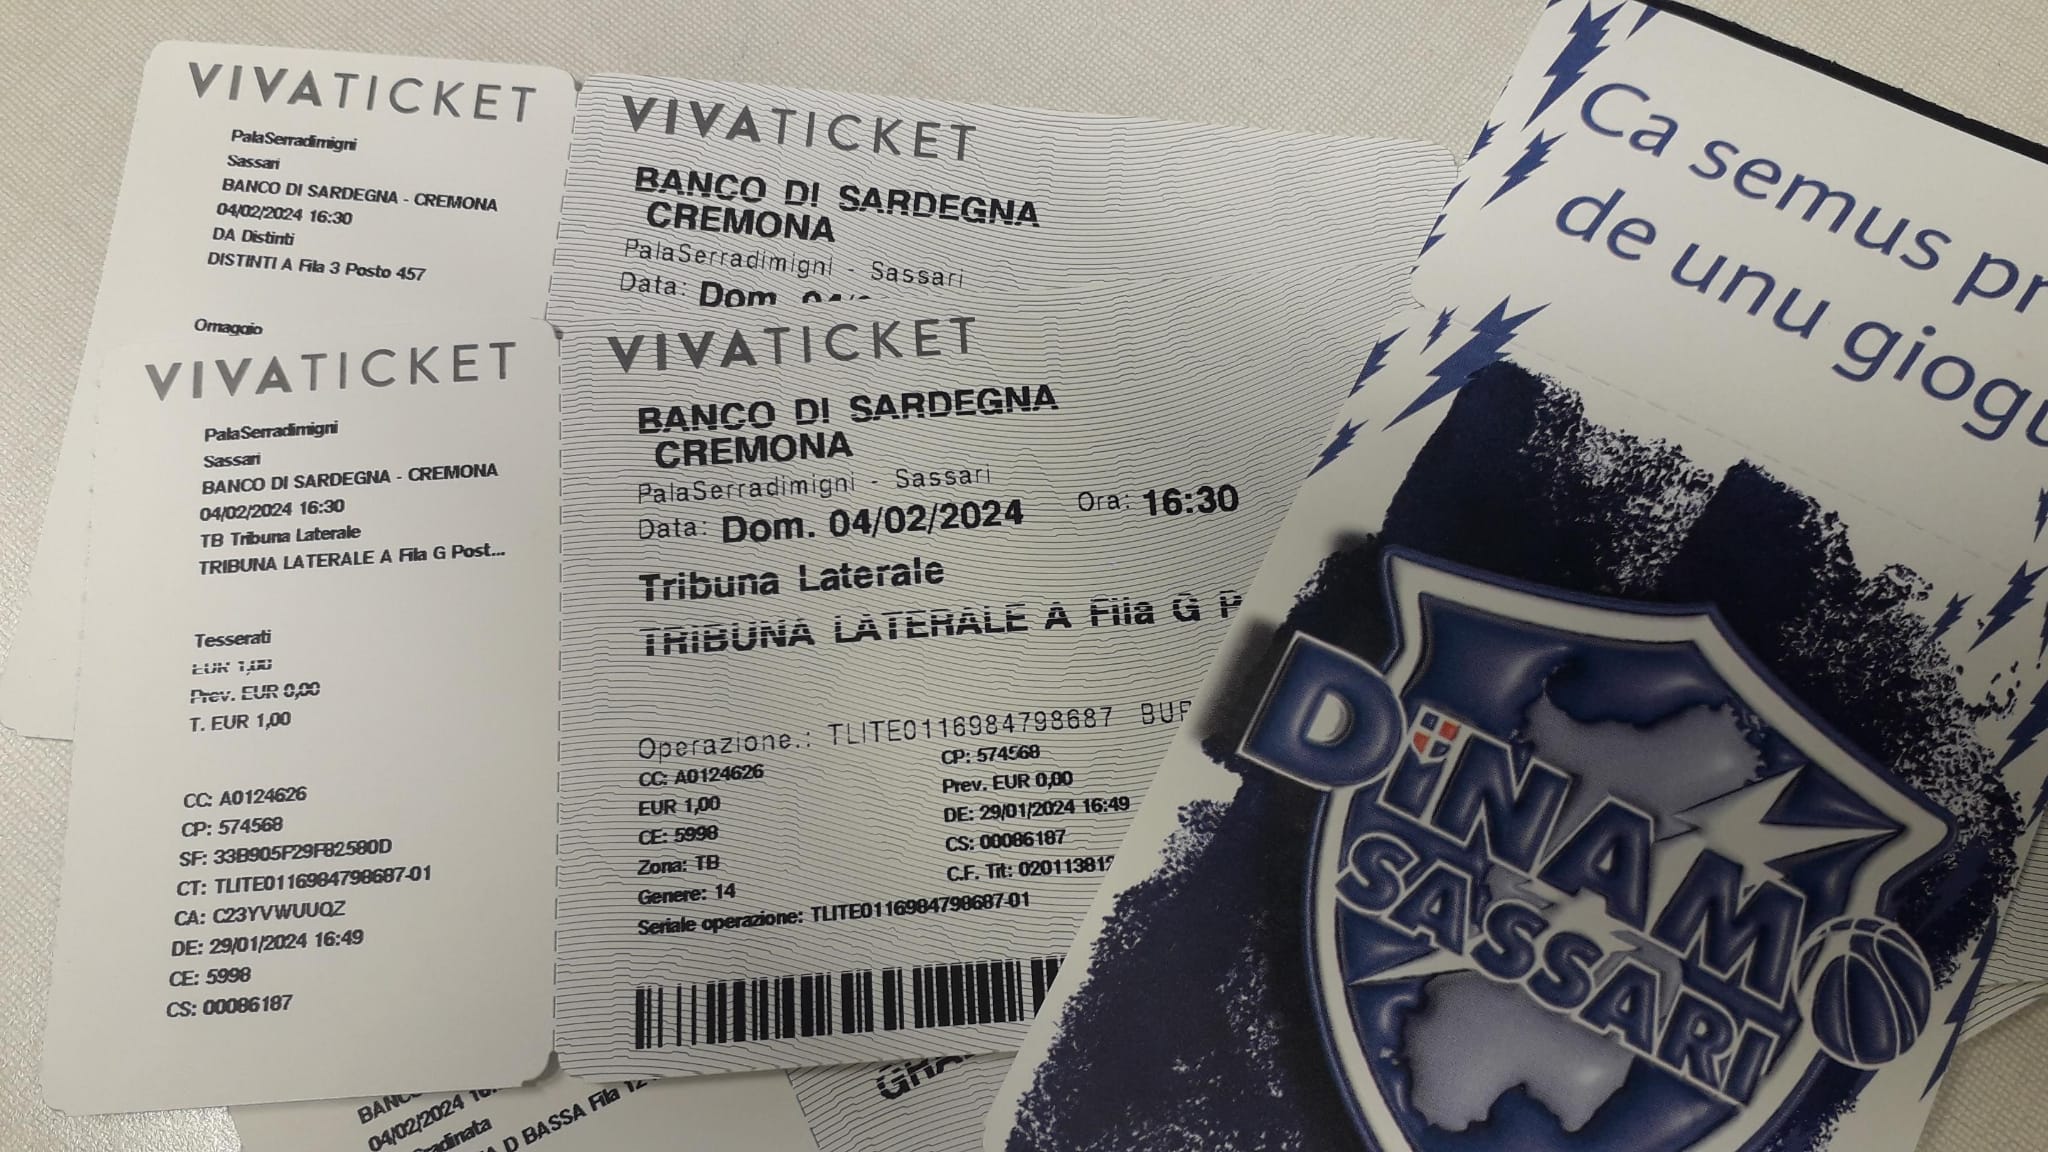 VIVATICKET
PalaSerradimigni
Sassari
BANCO DI SARDEGNA - CREMONA
04/02/2024 16:30
DA Distinti
DISTINTI A Fila 3 Posto 457
Omaggio
VIVATICKET
BANCO DI SARDEGNA
CREMONA
PalaSerradimigni - Sassari
Data: Dom.
VIVATICKET
PalaSerradimigni
Sassari
BANCO DI SARDEGNA - CREMONA
04/02/2024 16:30
TB Tribuna Laterale
TRIBUNA LATERALE A Fila G Post...
Tesserati
EUR 1,00
Prev. EUR 0,00
T. EUR 1,00
CC: A0124626
CP: 574568
SF: 33B905F29F82580D
CT: TLITE0116984798687-01
CA: C23YVWUUQZ
DE: 29/01/2024 16:49
CE: 5998
CS: 00086187
VIVATICKET
BANCO DI SARDEGNA
CREMONA
PalaSerradimigni - Sassari
Data: Dom. 04/02/2024 Ora: 16:30
Tribuna Laterale
TRIBUNA LATERALE A Fila G
Operazione.: TLITE0116984798687
CC: A0124626
EUR 1,00
CE: 5998
Zona: TB
Genere: 14
Seriale operazione: TLITE0116984798687-01
CP: 574568
Prev. EUR 0,00
DE: 29/01/2024 16:49
CS: 00086187
C.F. Tit: 020113812
04/02/2024
D BASSA Fila 12
Ca semus
de unu
DINAMO
SASSARI